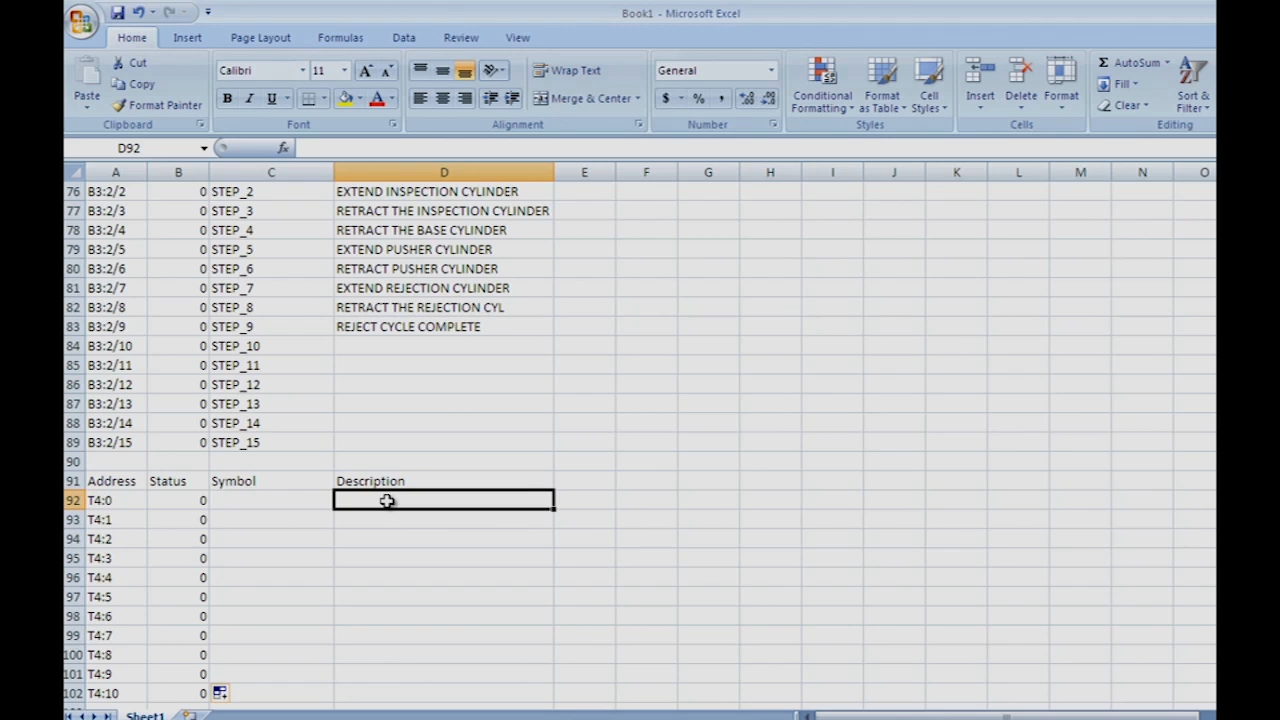 Book1 - Microsoft Excel
Home Insert Page Layout Formulas Data Review View
Cut
Copy
Format Painter
Paste
Clipboard
Calibri 11
B I U A
Font
Wrap Text
Merge & Center
Alignment
General
$ % ,
Number
Conditional Formatting
Format as Table
Cell Styles
Styles
Insert Delete Format
Cells
Σ AutoSum
Fill
Clear
Sort & Filter
Editing
D92 fx
A B C D E F G H I J K L M N O
76 B3:2/2 0 STEP_2 EXTEND INSPECTION CYLINDER
77 B3:2/3 0 STEP_3 RETRACT THE INSPECTION CYLINDER
78 B3:2/4 0 STEP_4 RETRACT THE BASE CYLINDER
79 B3:2/5 0 STEP_5 EXTEND PUSHER CYLINDER
80 B3:2/6 0 STEP_6 RETRACT PUSHER CYLINDER
81 B3:2/7 0 STEP_7 EXTEND REJECTION CYLINDER
82 B3:2/8 0 STEP_8 RETRACT THE REJECTION CYL
83 B3:2/9 0 STEP_9 REJECT CYCLE COMPLETE
84 B3:2/10 0 STEP_10
85 B3:2/11 0 STEP_11
86 B3:2/12 0 STEP_12
87 B3:2/13 0 STEP_13
88 B3:2/14 0 STEP_14
89 B3:2/15 0 STEP_15
90
91 Address Status Symbol Description
92 T4:0 0
93 T4:1 0
94 T4:2 0
95 T4:3 0
96 T4:4 0
97 T4:5 0
98 T4:6 0
99 T4:7 0
100 T4:8 0
101 T4:9 0
102 T4:10 0
Sheet1